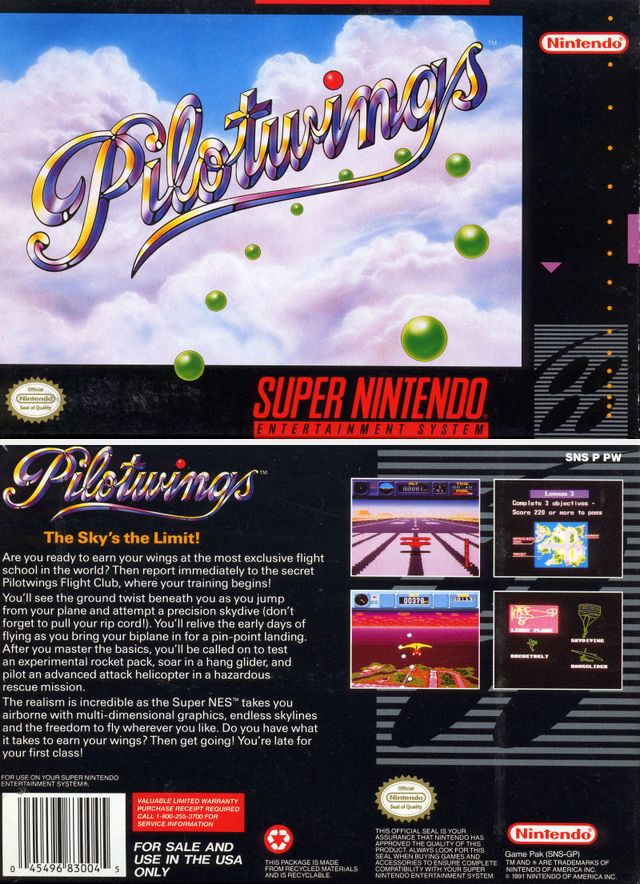 Pilotwings™
Nintendo®
Official
Nintendo
Seal of Quality
SUPER NINTENDO
ENTERTAINMENT SYSTEM
Pilotwings™
SNS P PW
The Sky's the Limit!
Are you ready to earn your wings at the most exclusive flight
school in the world? Then report immediately to the secret
Pilotwings Flight Club, where your training begins!
You'll see the ground twist beneath you as you jump
from your plane and attempt a precision skydive (don't
forget to pull your rip cord!). You'll relive the early days of
flying as you bring your biplane in for a pin-point landing.
After you master the basics, you'll be called on to test
an experimental rocket pack, soar in a hang glider, and
pilot an advanced attack helicopter in a hazardous
rescue mission.
The realism is incredible as the Super NES™ takes you
airborne with multi-dimensional graphics, endless skylines
and the freedom to fly wherever you like. Do you have what
it takes to earn your wings? Then get going! You're late for
your first class!
ALT
TIME
Lesson 3
Complete 3 objectives -
Score 220 or more to pass
TARGET
LIGHT PLANE
SKYDIVING
ROCKETBELT
HANGGLIDER
FOR USE ON YOUR SUPER NINTENDO
ENTERTAINMENT SYSTEM®.
0 45496 83004 5
VALUABLE LIMITED WARRANTY
PURCHASE RECEIPT REQUIRED
CALL 1-800-255-3700 FOR
SERVICE INFORMATION
FOR SALE AND
USE IN THE USA
ONLY
THIS PACKAGE IS MADE
FROM RECYCLED MATERIALS
AND IS RECYCLABLE.
Official
Nintendo
Seal of Quality
THIS OFFICIAL SEAL IS YOUR
ASSURANCE THAT NINTENDO HAS
APPROVED THE QUALITY OF THIS
PRODUCT. ALWAYS LOOK FOR THIS
SEAL WHEN BUYING GAMES AND
ACCESSORIES TO ENSURE COMPLETE
COMPATIBILITY WITH YOUR SUPER
NINTENDO ENTERTAINMENT SYSTEM.
Nintendo®
Game Pak (SNS-GP)
TM AND ® ARE TRADEMARKS OF
NINTENDO OF AMERICA INC.
© 1991 NINTENDO OF AMERICA INC.